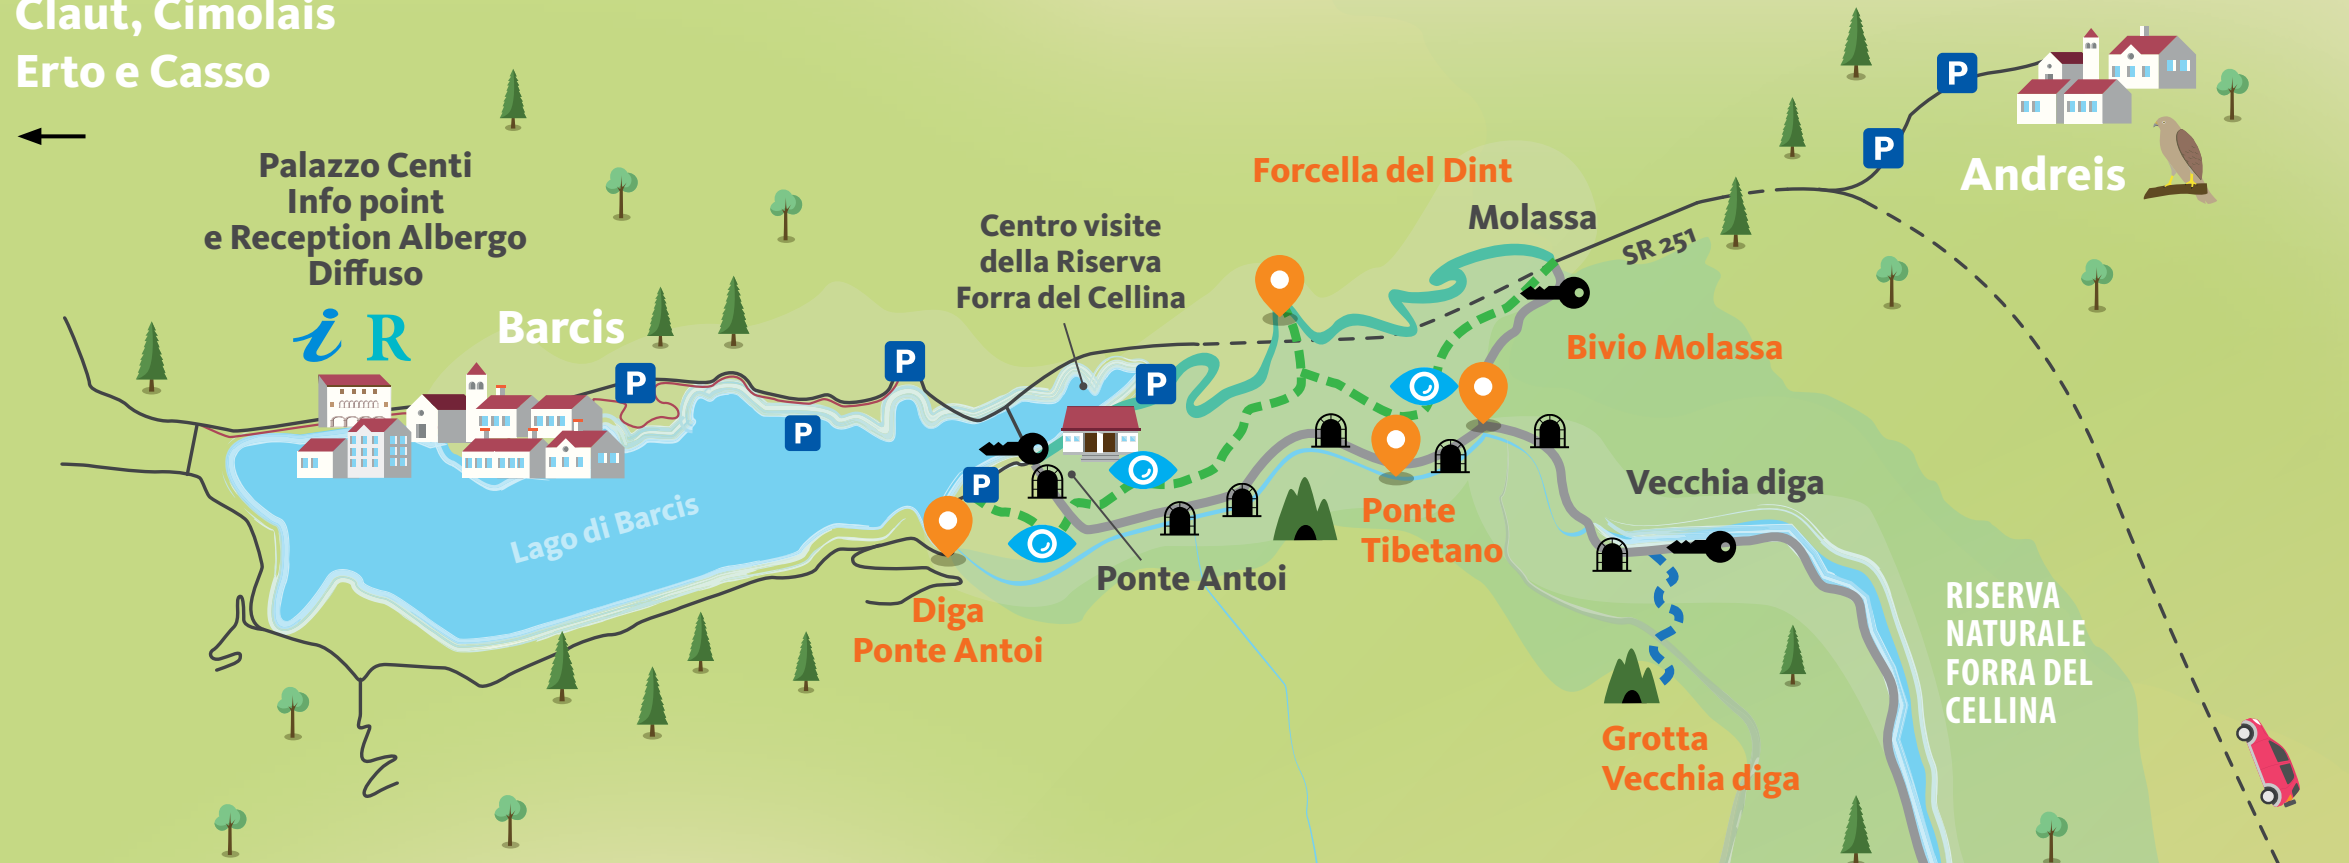 Claut, Cimolais
Erto e Casso
Palazzo Centi
Info point
e Reception Albergo
Diffuso
i R
Barcis
P
P
P
Lago di Barcis
Centro visite
della Riserva
Forra del Cellina
P
P
Ponte Antoi
Diga
Ponte Antoi
Forcella del Dint
Molassa
SR 251
Bivio Molassa
P
P
Andreis
Ponte
Tibetano
Vecchia diga
Grotta
Vecchia diga
RISERVA
NATURALE
FORRA DEL
CELLINA